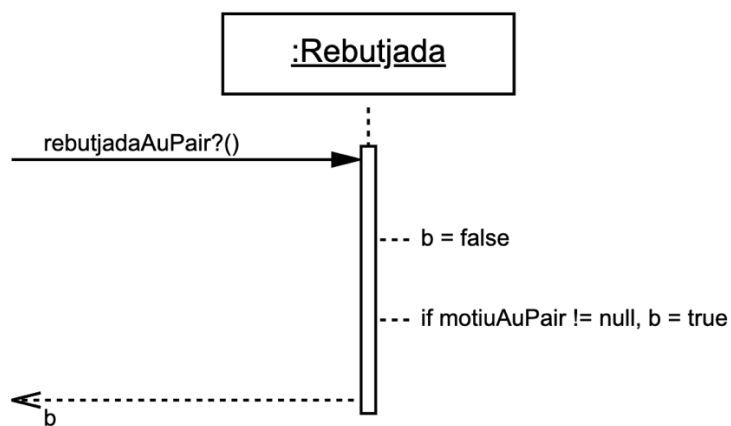 :Rebutjada
rebutjadaAuPair?()
b = false
if motiuAuPair != null, b = true
b